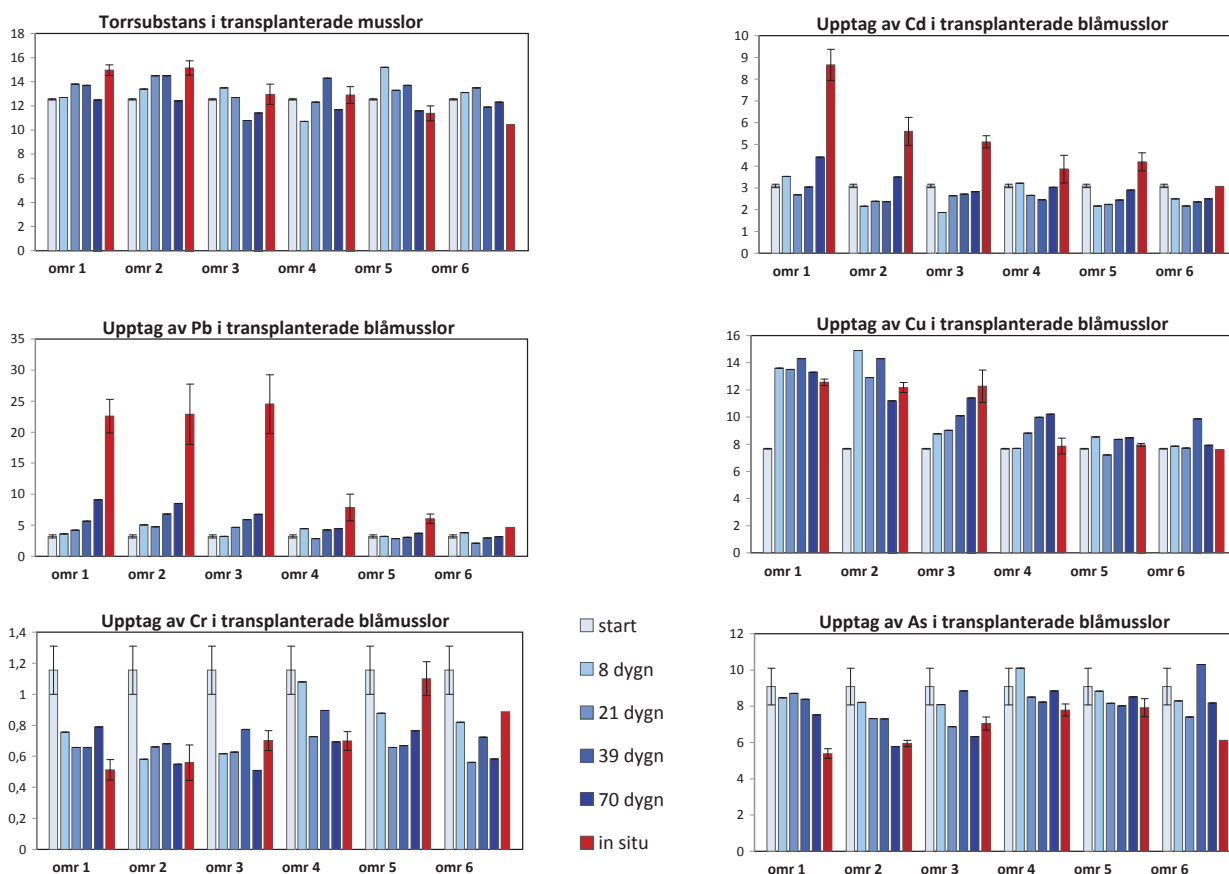 Torrsubstans i transplanterade musslor
18
16
14
12
10
8
6
4
2
0
omr 1 omr 2 omr 3 omr 4 omr 5 omr 6
Upptag av Cd i transplanterade blåmusslor
10
9
8
7
6
5
4
3
2
1
0
omr 1 omr 2 omr 3 omr 4 omr 5 omr 6
Upptag av Pb i transplanterade blåmusslor
35
30
25
20
15
10
5
0
omr 1 omr 2 omr 3 omr 4 omr 5 omr 6
Upptag av Cu i transplanterade blåmusslor
16
14
12
10
8
6
4
2
0
omr 1 omr 2 omr 3 omr 4 omr 5 omr 6
Upptag av Cr i transplanterade blåmusslor
1,4
1,2
1
0,8
0,6
0,4
0,2
0
omr 1 omr 2 omr 3 omr 4 omr 5 omr 6
start
8 dygn
21 dygn
39 dygn
70 dygn
in situ
Upptag av As i transplanterade blåmusslor
12
10
8
6
4
2
0
omr 1 omr 2 omr 3 omr 4 omr 5 omr 6